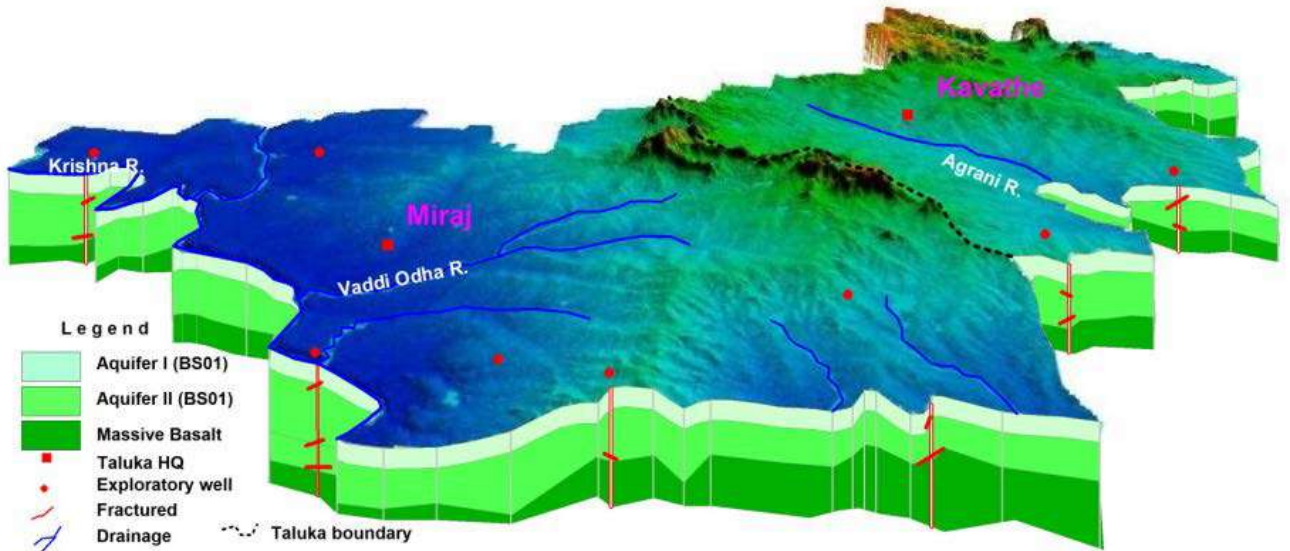 Kavathe
Krishna R.
Agrani R.
Miraj
Vaddi Odha R.
Legend
Aquifer I (BS01)
Aquifer II (BS01)
Massive Basalt
Taluka HQ
Exploratory well
Fractured
Drainage
Taluka boundary